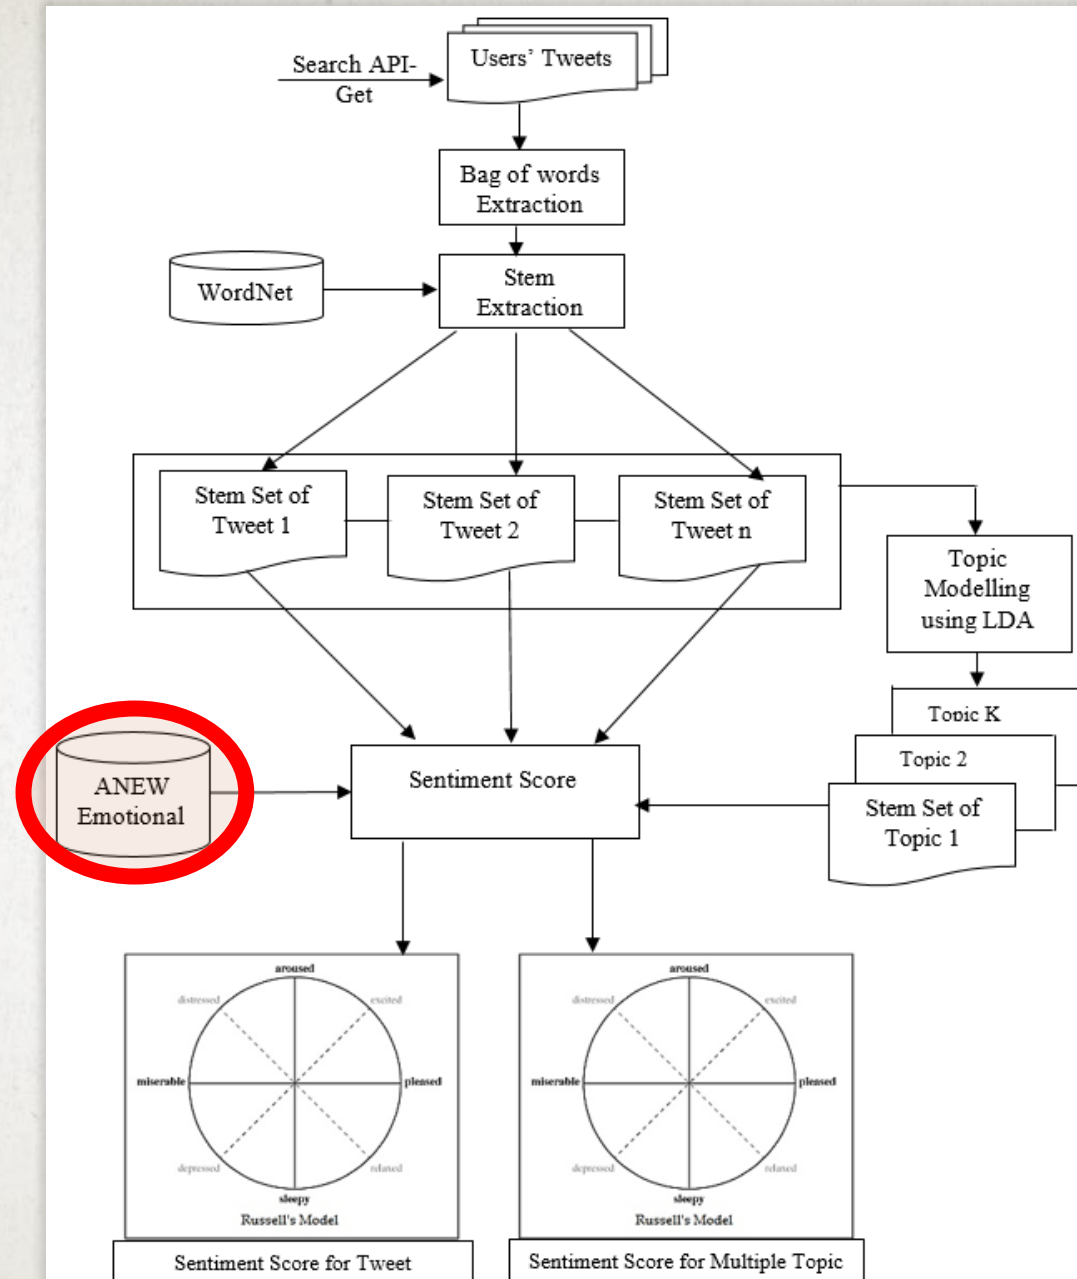 Search API-
Get
Users' Tweets
Bag of words
Extraction
WordNet
Stem
Extraction
Stem Set of
Tweet 1
Stem Set of
Tweet 2
Stem Set of
Tweet n
Topic
Modelling
using LDA
Topic K
Topic 2
Stem Set of
Topic 1
ANEW
Emotional
Sentiment Score
aroused
distressed
excited
miserable
pleased
depressed
relaxed
sleepy
Russell's Model
Sentiment Score for Tweet
aroused
distressed
excited
miserable
pleased
depressed
relaxed
sleepy
Russell's Model
Sentiment Score for Multiple Topic